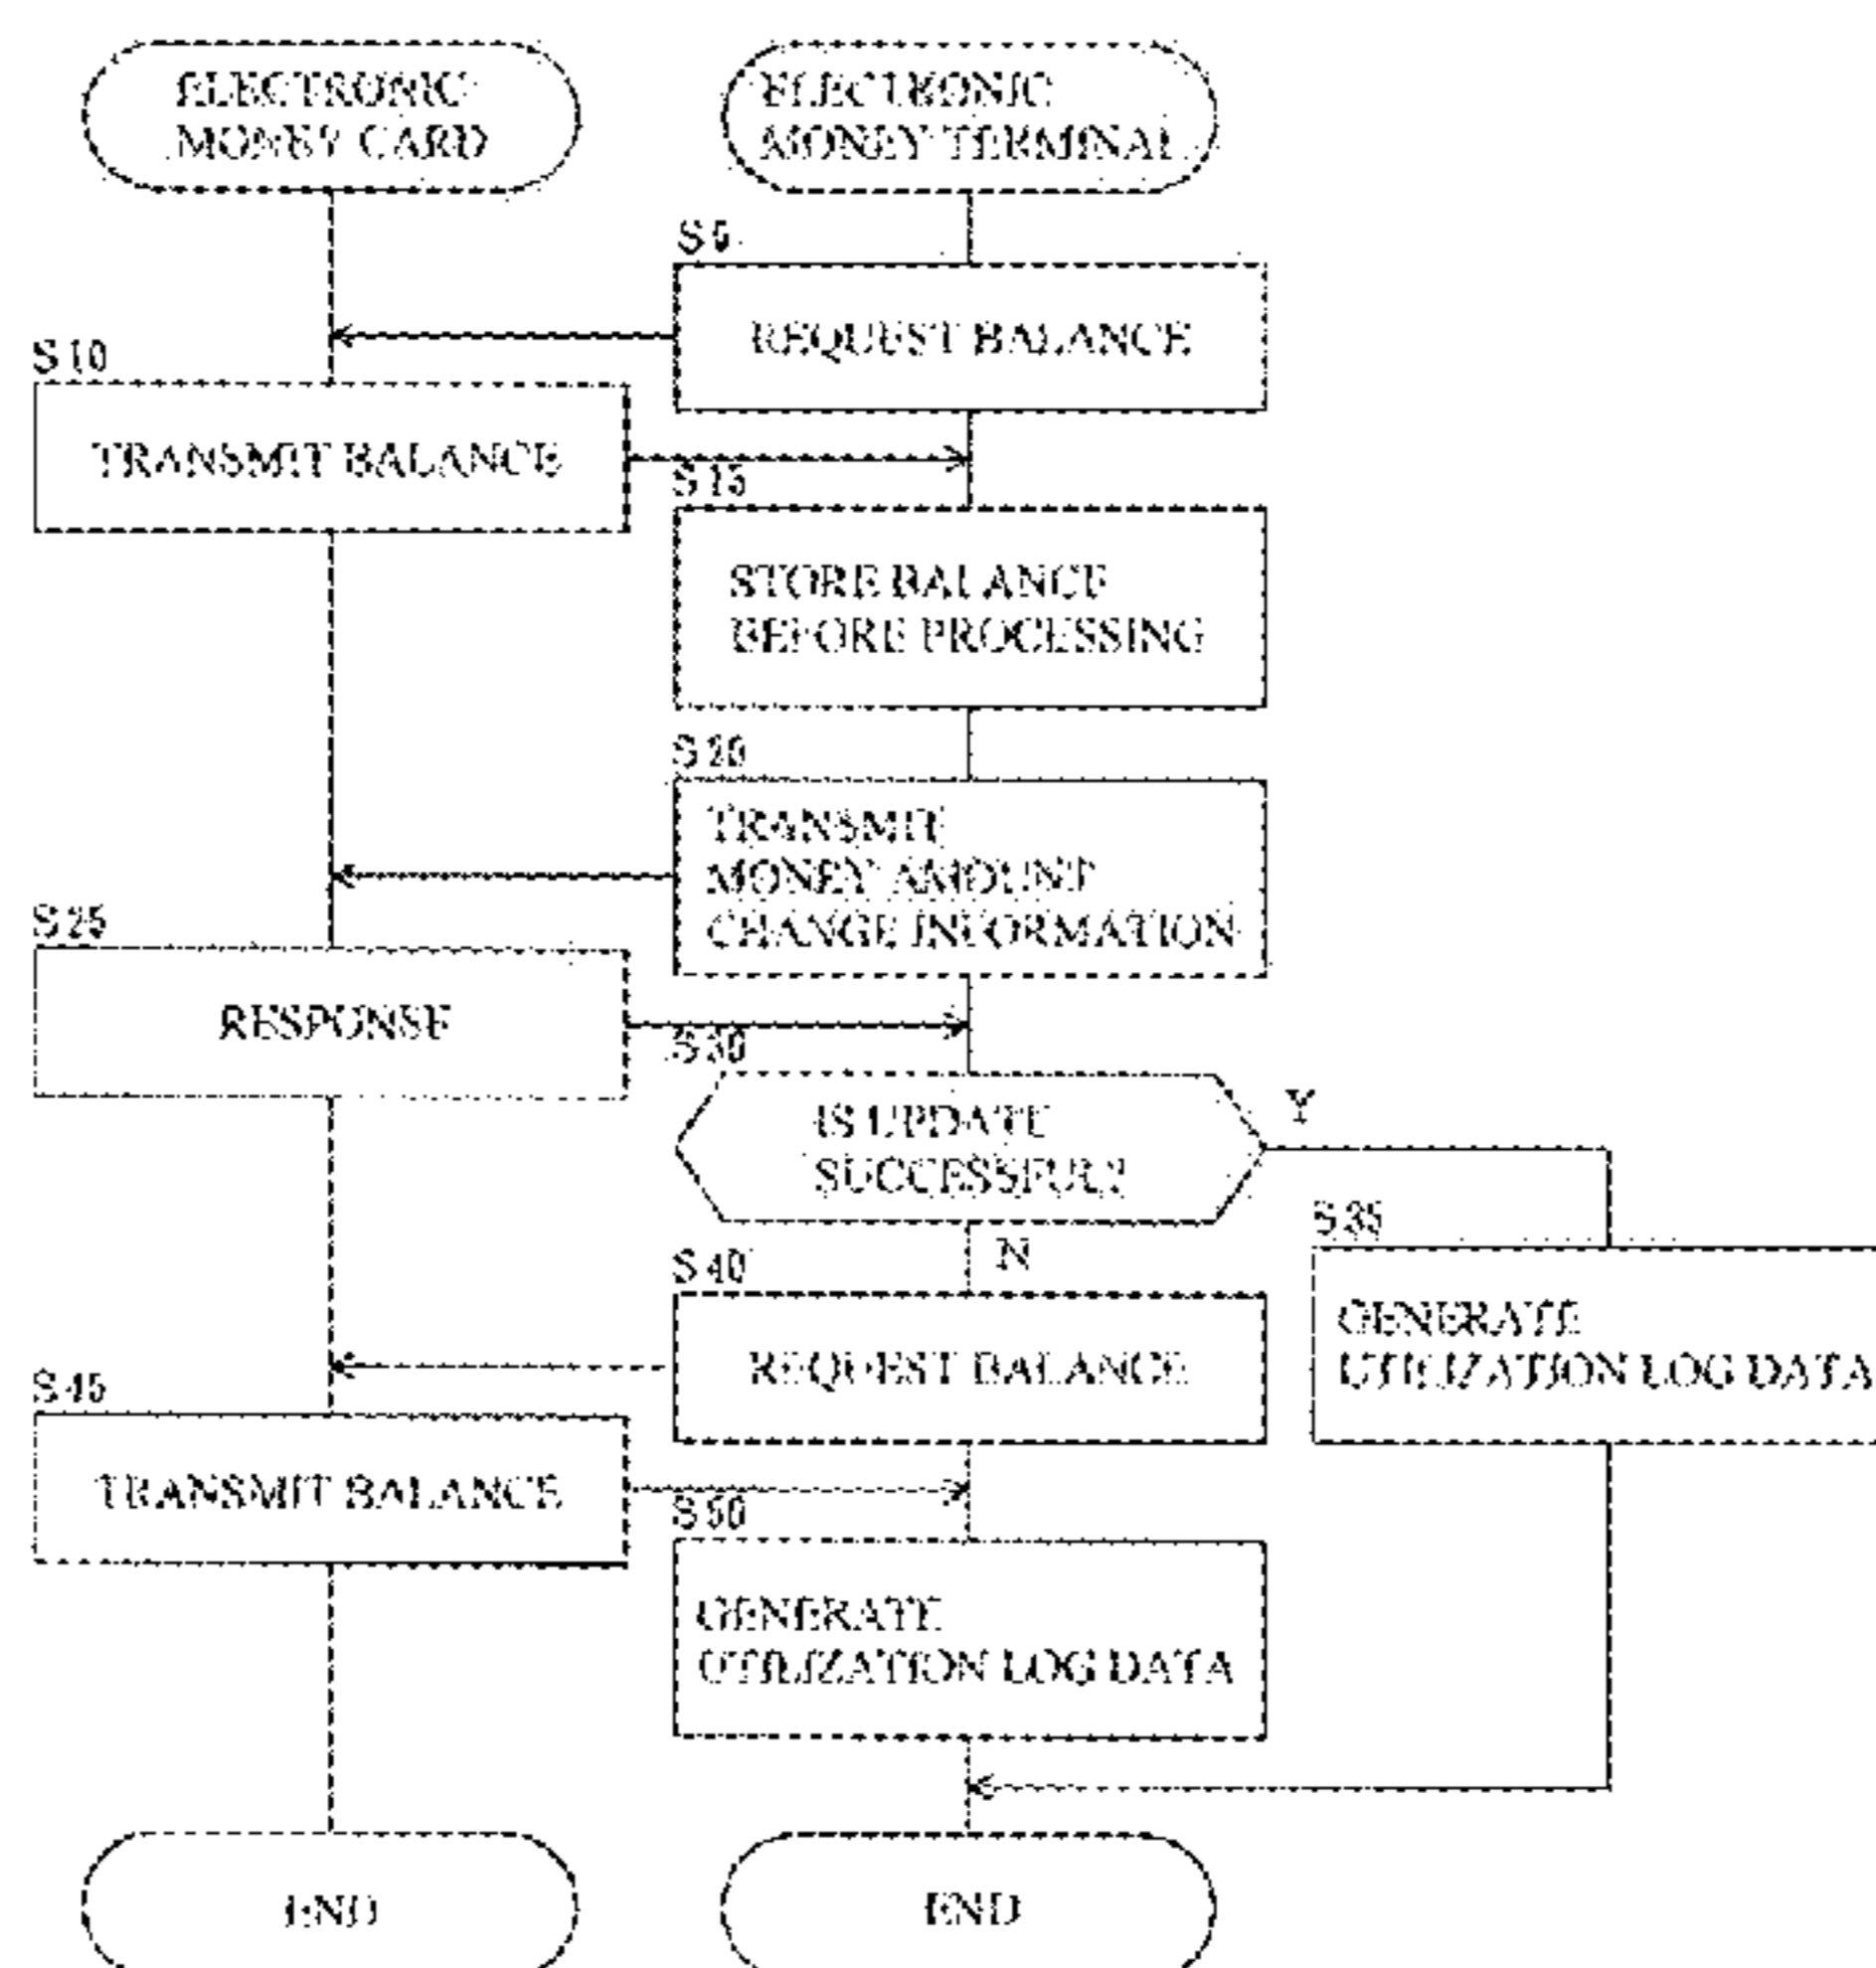 ELECTRONIC
MONEY CARD
ELECTRONIC
MONEY TERMINAL
REQUEST BALANCE
S10
TRANSMIT BALANCE
S15
STORE BALANCE
BEFORE PROCESSING
S20
TRANSMIT
MONEY AMOUNT
CHANGE INFORMATION
S25
RESPONSE
S30
IS UPDATE
SUCCESSFUL?
Y
N
S35
GENERATE
UTILIZATION LOG DATA
S40
REQUEST BALANCE
S45
TRANSMIT BALANCE
S50
GENERATE
UTILIZATION LOG DATA
END
END